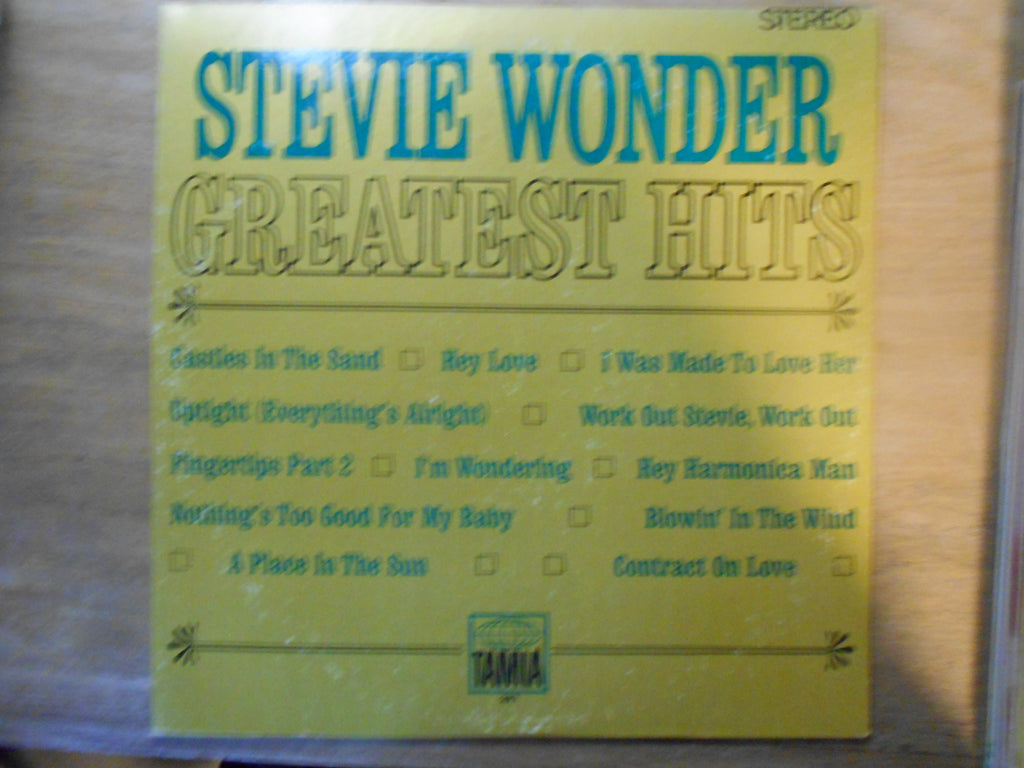 STEREO
STEVIE WONDER
GREATEST HITS
Castles In The Sand □ Hey Love □ I Was Made To Love Her
Uptight (Everything's Alright) □ Work Out Stevie, Work Out
Fingertips Part 2 □ I'm Wondering □ Hey Harmonica Man
Nothing's Too Good For My Baby □ Blowin' In The Wind
□ A Place In The Sun □ □ Contract On Love □
TAMLA